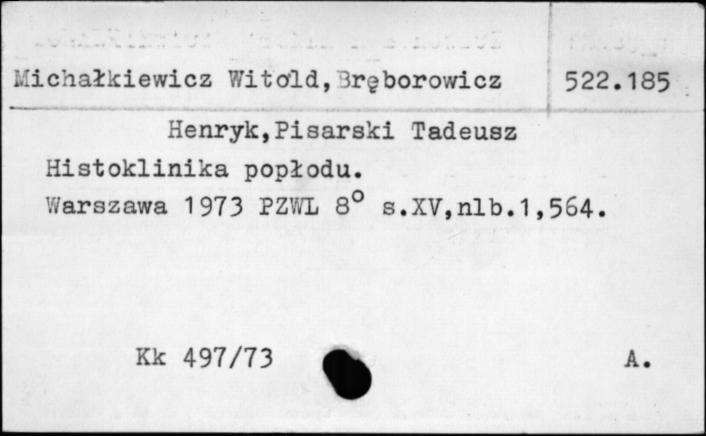 Michałkiewicz Witold,Bręborowicz 522.185
Henryk,Pisarski Tadeusz
Histoklinika popłodu.
Warszawa 1973 PZWL 8° s.XV,nlb.1,564.
Kk 497/73 A.